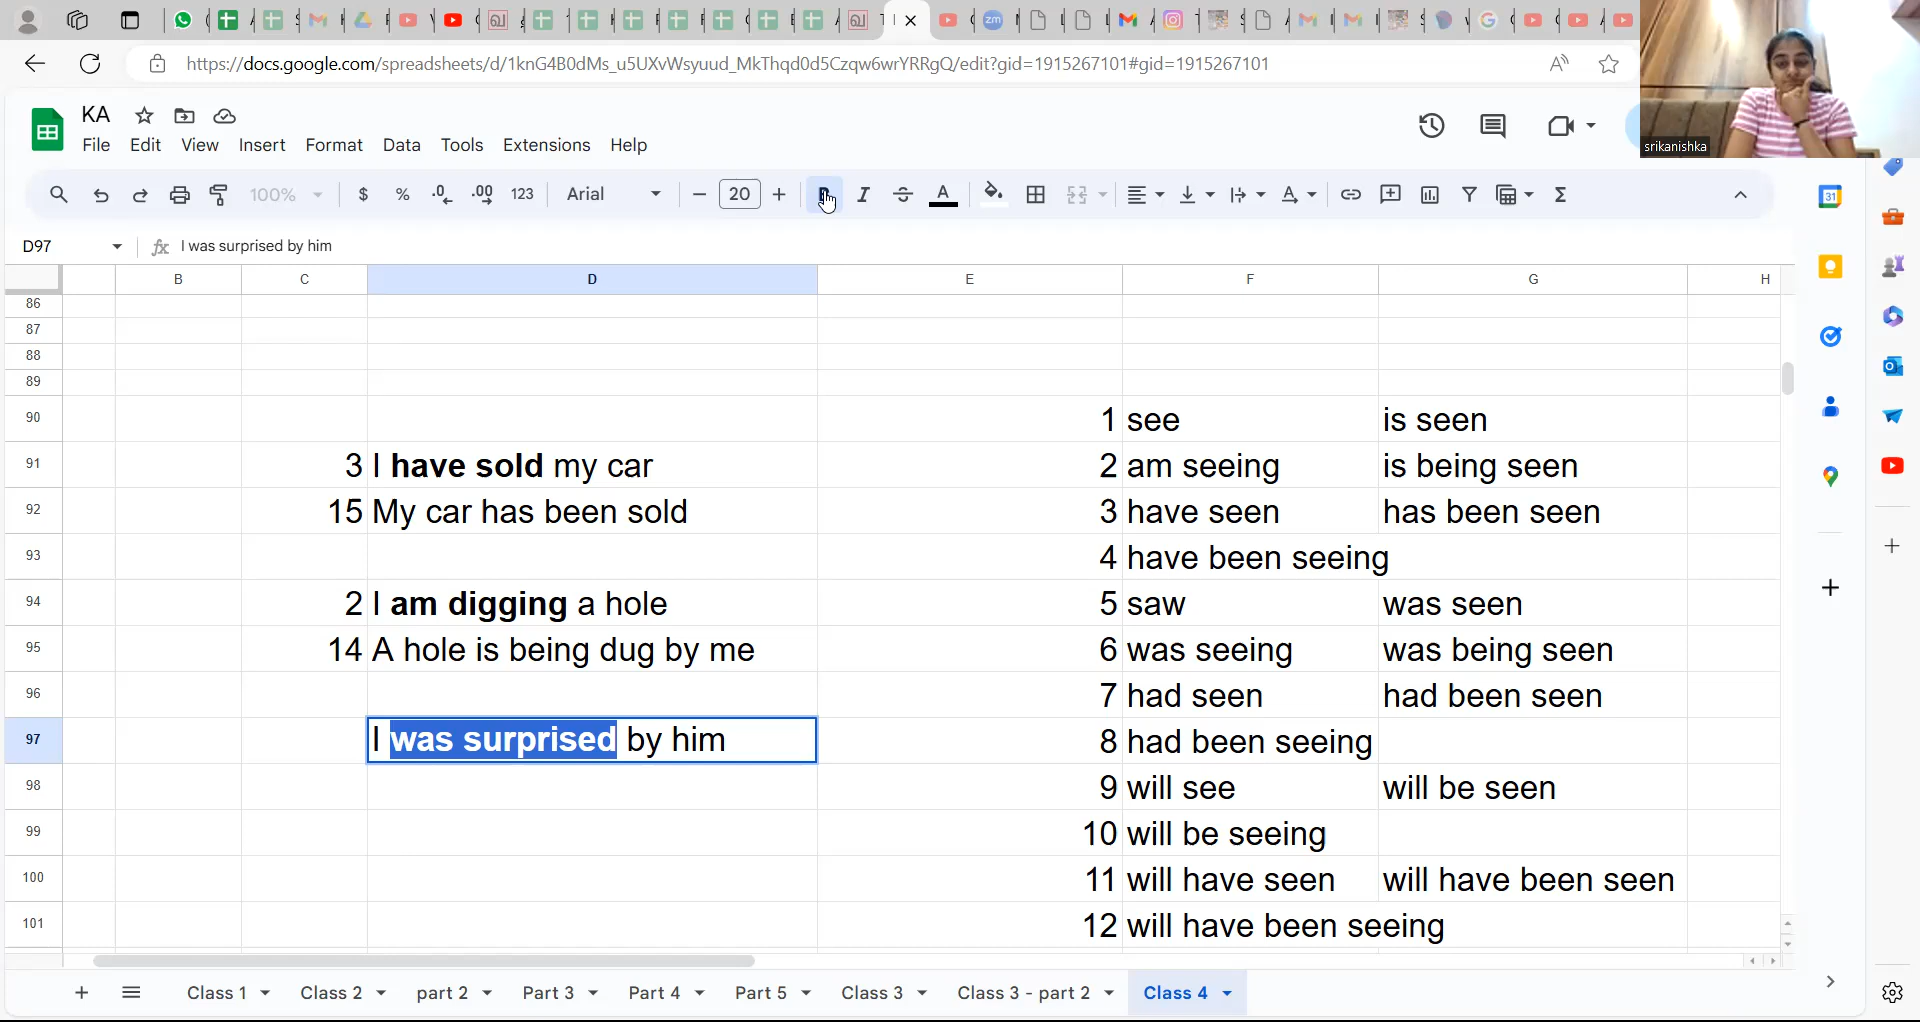 https://docs.google.com/spreadsheets/d/1knG4B0dMs_u5UXvWsyuud_MkThqd0d5Czqw6wrYRRgQ/edit?gid=1915267101#gid=1915267101
KA
File Edit View Insert Format Data Tools Extensions Help
srikanishka
100% $ % .0 .00 123 Arial 20
D97 fx I was surprised by him
B C D E F G H
86
87
88
89
90 1 see is seen
91 3 I have sold my car 2 am seeing is being seen
92 15 My car has been sold 3 have seen has been seen
93 4 have been seeing
94 2 I am digging a hole 5 saw was seen
95 14 A hole is being dug by me 6 was seeing was being seen
96 7 had seen had been seen
97 I was surprised by him 8 had been seeing
98 9 will see will be seen
99 10 will be seeing
100 11 will have seen will have been seen
101 12 will have been seeing
Class 1 Class 2 part 2 Part 3 Part 4 Part 5 Class 3 Class 3 - part 2 Class 4